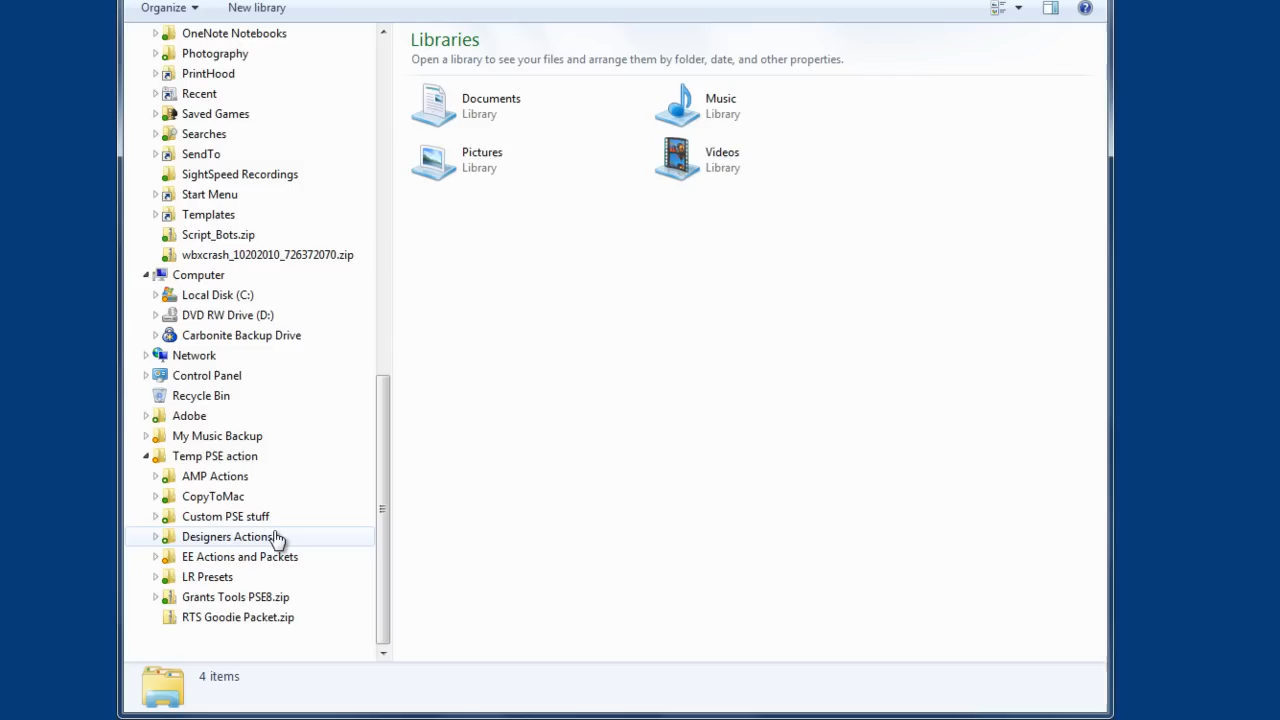 Organize New library
OneNote Notebooks
Photography
PrintHood
Recent
Saved Games
Searches
SendTo
SightSpeed Recordings
Start Menu
Templates
Script_Bots.zip
wbxcrash_10202010_726372070.zip
Computer
Local Disk (C:)
DVD RW Drive (D:)
Carbonite Backup Drive
Network
Control Panel
Recycle Bin
Adobe
My Music Backup
Temp PSE action
AMP Actions
CopyToMac
Custom PSE stuff
Designers Actions
EE Actions and Packets
LR Presets
Grants Tools PSE8.zip
RTS Goodie Packet.zip
Libraries
Open a library to see your files and arrange them by folder, date, and other properties.
Documents
Library
Music
Library
Pictures
Library
Videos
Library
4 items